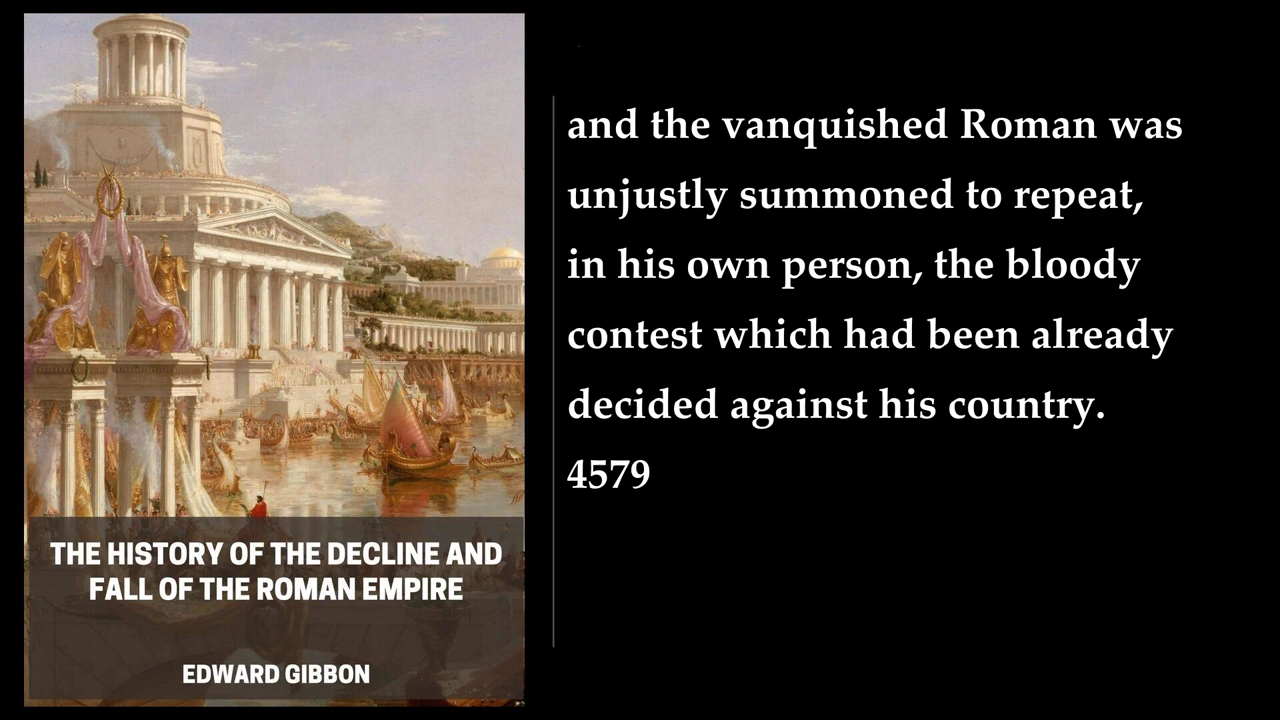 and the vanquished Roman was
unjustly summoned to repeat,
in his own person, the bloody
contest which had been already
decided against his country.
4579
THE HISTORY OF THE DECLINE AND
FALL OF THE ROMAN EMPIRE
EDWARD GIBBON